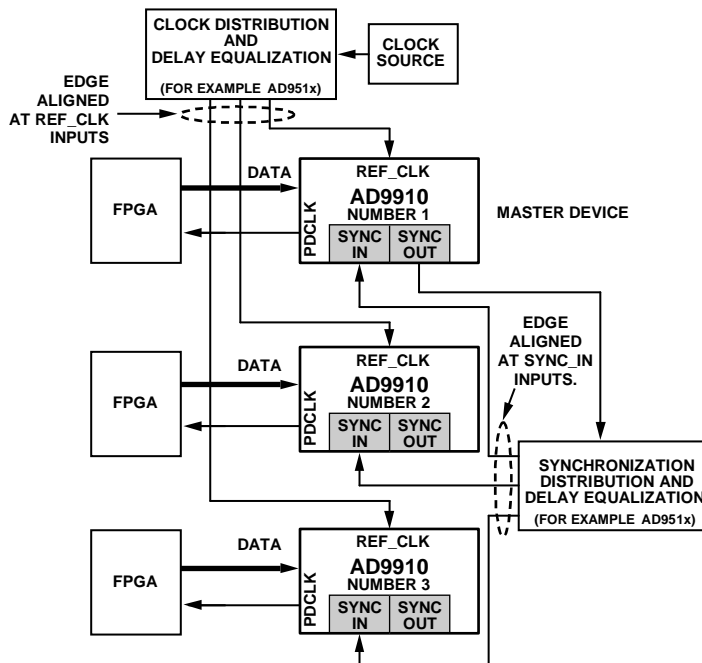 CLOCK DISTRIBUTION
AND
DELAY EQUALIZATION
(FOR EXAMPLE AD951x)
CLOCK
SOURCE
EDGE
ALIGNED
AT REF_CLK
INPUTS
FPGA
DATA
PDCLK
REF_CLK
AD9910
NUMBER 1
SYNC
IN
SYNC
OUT
MASTER DEVICE
FPGA
DATA
PDCLK
REF_CLK
AD9910
NUMBER 2
SYNC
IN
SYNC
OUT
EDGE
ALIGNED
AT SYNC_IN
INPUTS.
SYNCHRONIZATION
DISTRIBUTION AND
DELAY EQUALIZATION
(FOR EXAMPLE AD951x)
FPGA
DATA
PDCLK
REF_CLK
AD9910
NUMBER 3
SYNC
IN
SYNC
OUT